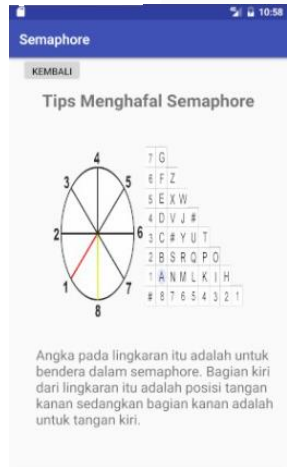 10:58
Semaphore
KEMBALI
Tips Menghafal Semaphore
4
3 5
2 6
1 7
8
7 G
6 F Z
5 E X W
4 D V J #
3 C # Y U T
2 B S R Q P O
1 A N M L K I H
# 8 7 6 5 4 3 2 1
Angka pada lingkaran itu adalah untuk
bendera dalam semaphore. Bagian kiri
dari lingkaran itu adalah posisi tangan
kanan sedangkan bagian kanan adalah
untuk tangan kiri.